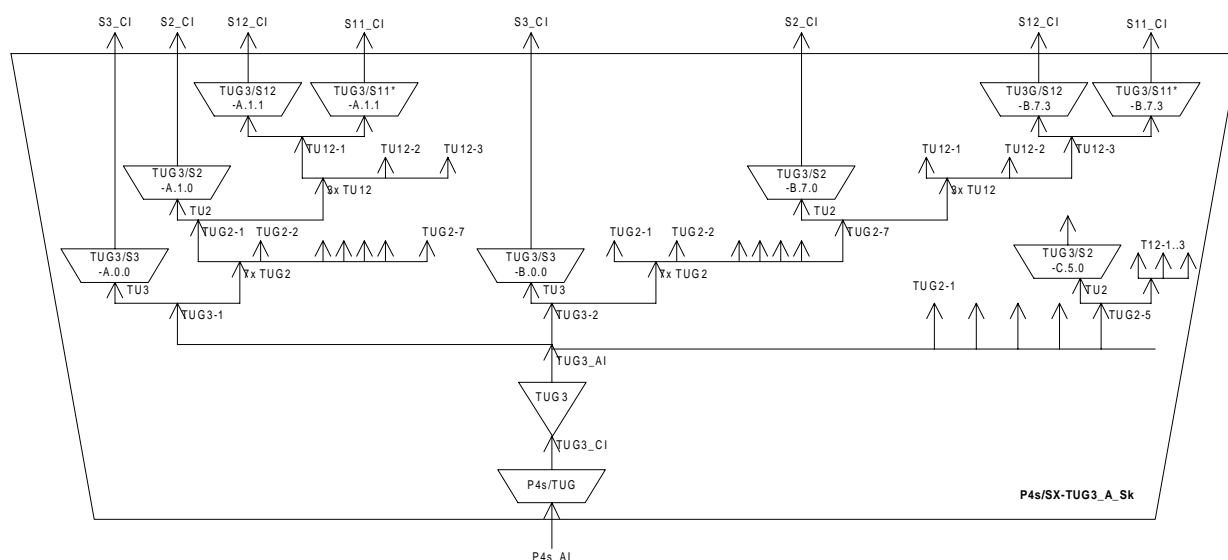 S3_CI S2_CI S12_CI S11_CI S3_CI S2_CI S12_CI S11_CI
TUG3/S12 TUG3/S11* TU3G/S12 TUG3/S11*
-A.1.1 -A.1.1 -B.7.3 -B.7.3
TU12-1 TU12-2 TU12-3 TU12-1 TU12-2 TU12-3
TUG3/S2 TUG3/S2
-A.1.0 3x TU12 -B.7.0 3x TU12
TU2 TU2
TUG2-1 TUG2-2 TUG2-7 TUG2-1 TUG2-2 TUG2-7
TUG3/S3 TUG3/S3 TUG3/S2 T12-1..3
-A.0.0 7x TUG2 -B.0.0 7x TUG2 -C.5.0
TU3 TU3 TUG2-1 TU2
TUG3-1 TUG3-2 TUG2-5
TUG3_AI
TUG3
TUG3_CI
P4s/TUG
P4s/SX-TUG3_A_Sk
P4s_AI